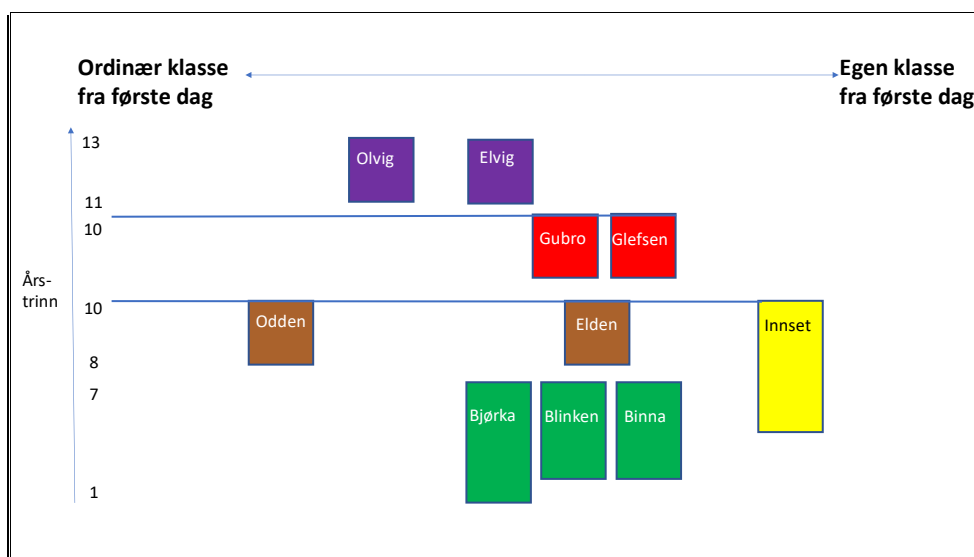 Ordinær klasse
fra første dag
Egen klasse
fra første dag
13
Olvig
Elvig
11
10
Gubro
Glefsen
Års-
trinn
10
Odden
Elden
Innset
8
7
Bjørka
Blinken
Binna
1